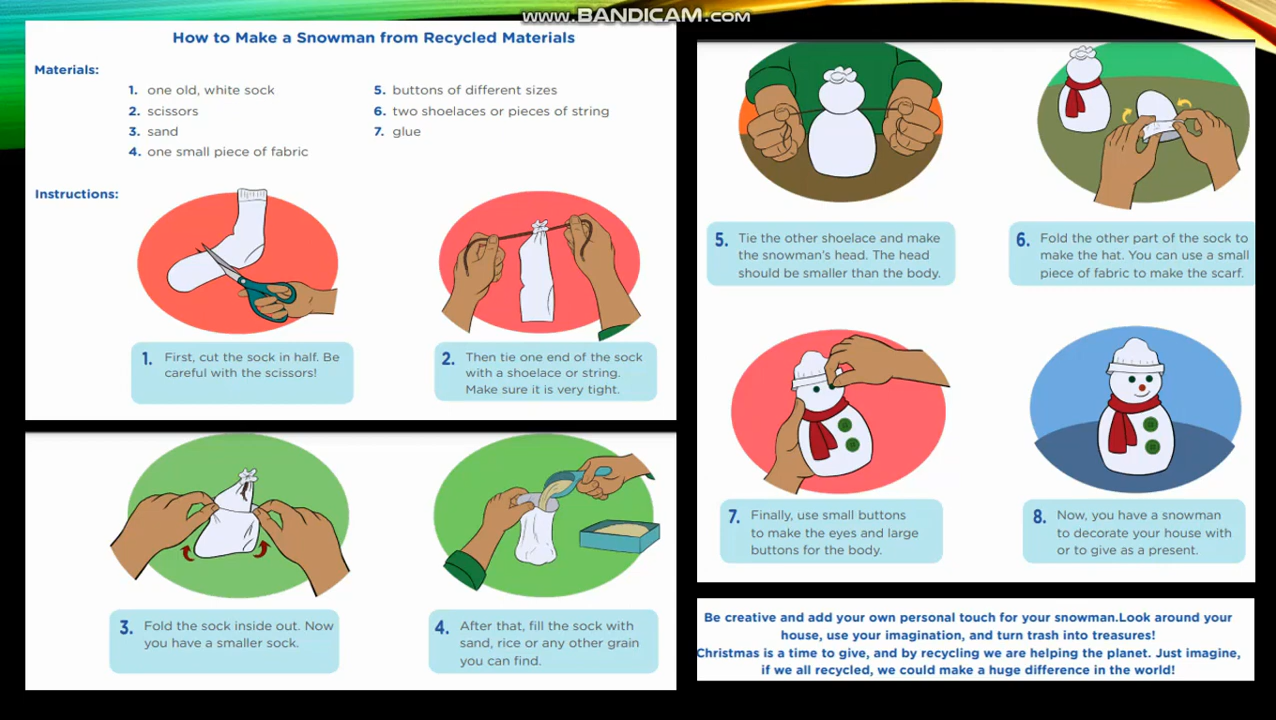 www.BANDICAM.com
How to Make a Snowman from Recycled Materials
Materials:
1. one old, white sock
2. scissors
3. sand
4. one small piece of fabric
5. buttons of different sizes
6. two shoelaces or pieces of string
7. glue
Instructions:
1. First, cut the sock in half. Be
careful with the scissors!
2. Then tie one end of the sock
with a shoelace or string.
Make sure it is very tight.
3. Fold the sock inside out. Now
you have a smaller sock.
4. After that, fill the sock with
sand, rice or any other grain
you can find.
5. Tie the other shoelace and make
the snowman's head. The head
should be smaller than the body.
6. Fold the other part of the sock to
make the hat. You can use a small
piece of fabric to make the scarf.
7. Finally, use small buttons
to make the eyes and large
buttons for the body.
8. Now, you have a snowman
to decorate your house with
or to give as a present.
Be creative and add your own personal touch for your snowman.Look around your
house, use your imagination, and turn trash into treasures!
Christmas is a time to give, and by recycling we are helping the planet. Just imagine,
if we all recycled, we could make a huge difference in the world!